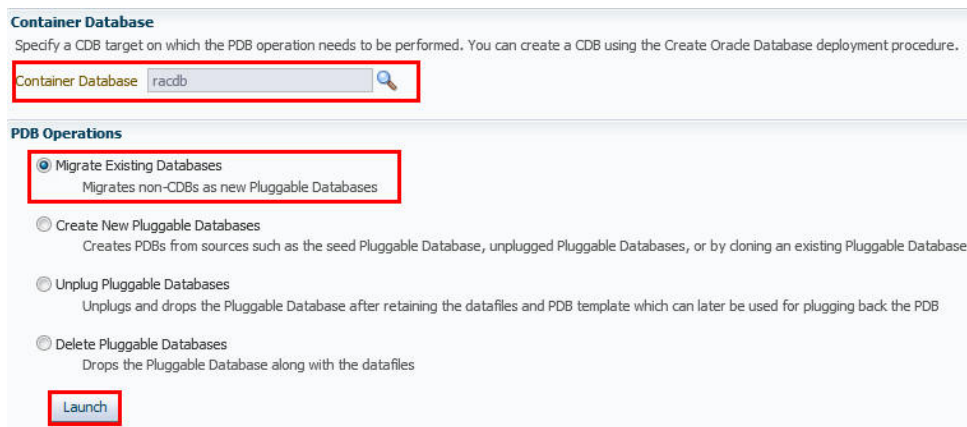 Container Database
Specify a CDB target on which the PDB operation needs to be performed. You can create a CDB using the Create Oracle Database deployment procedure.
Container Database racdb
PDB Operations
Migrate Existing Databases
Migrates non-CDBs as new Pluggable Databases
Create New Pluggable Databases
Creates PDBs from sources such as the seed Pluggable Database, unplugged Pluggable Databases, or by cloning an existing Pluggable Database
Unplug Pluggable Databases
Unplugs and drops the Pluggable Database after retaining the datafiles and PDB template which can later be used for plugging back the PDB
Delete Pluggable Databases
Drops the Pluggable Database along with the datafiles
Launch